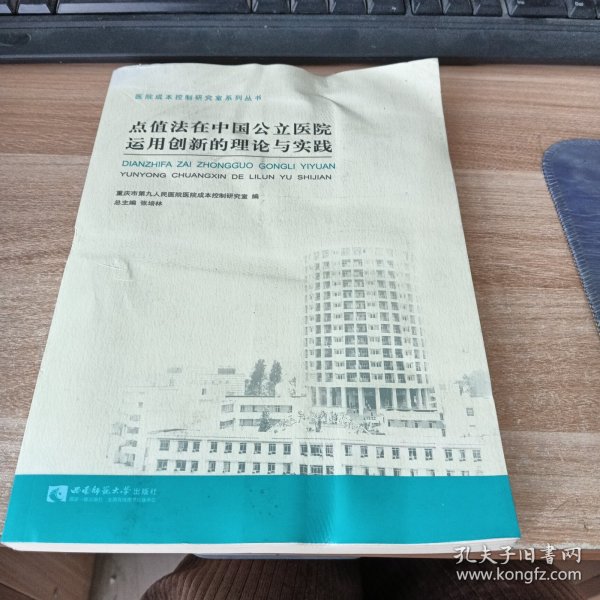 医院成本控制研究室系列丛书
点值法在中国公立医院
运用创新的理论与实践
DIANZHIFA ZAI ZHONGGUO GONGLI YIYUAN
YUNYONG CHUANGXIN DE LILUN YU SHIJIAN
重庆市第九人民医院医院成本控制研究室 编
总主编 张培林
西南师范大学出版社
孔夫子旧书网
www.kongfz.com